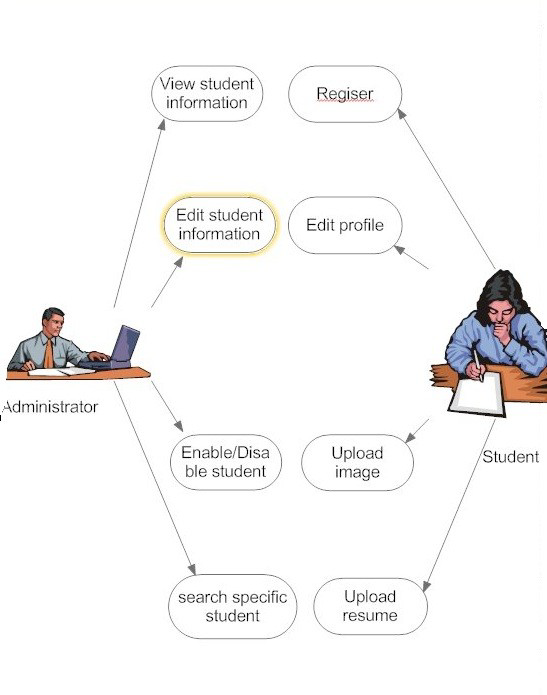 View student
information
Regiser
Edit student
information
Edit profile
Administrator
Enable/Disa
ble student
Upload
image
Student
search specific
student
Upload
resume